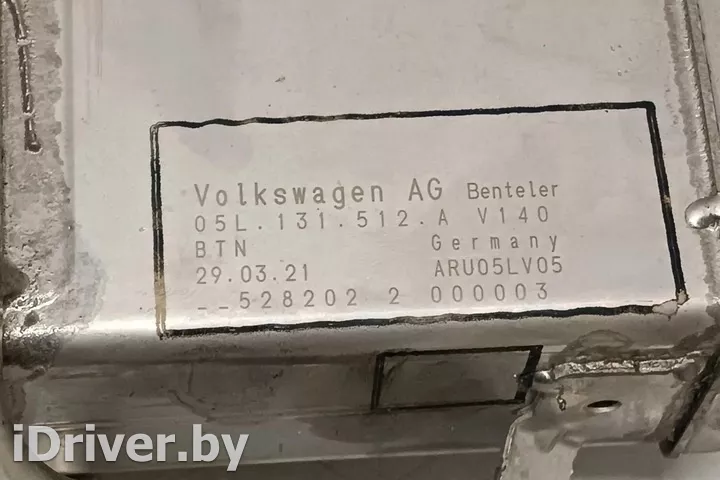 Volkswagen AG Benteler
05L.131.512.A V140
BTN Germany
29.03.21 ARU05LV05
__528202 2 000003
iDriver.by